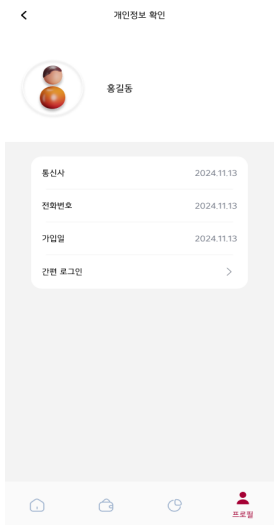 개인정보 확인
홍길동
통신사 2024.11.13
전화번호 2024.11.13
가입일 2024.11.13
간편 로그인
프로필